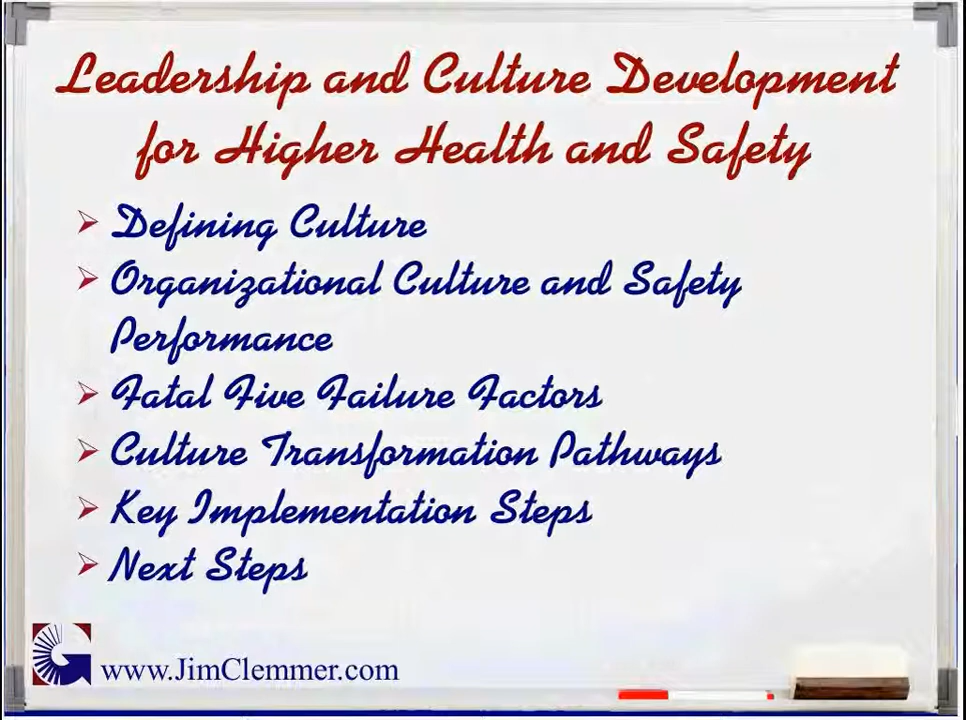 Leadership and Culture Development
for Higher Health and Safety
Defining Culture
Organizational Culture and Safety
Performance
Fatal Five Failure Factors
Culture Transformation Pathways
Key Implementation Steps
Next Steps
www.JimClemmer.com